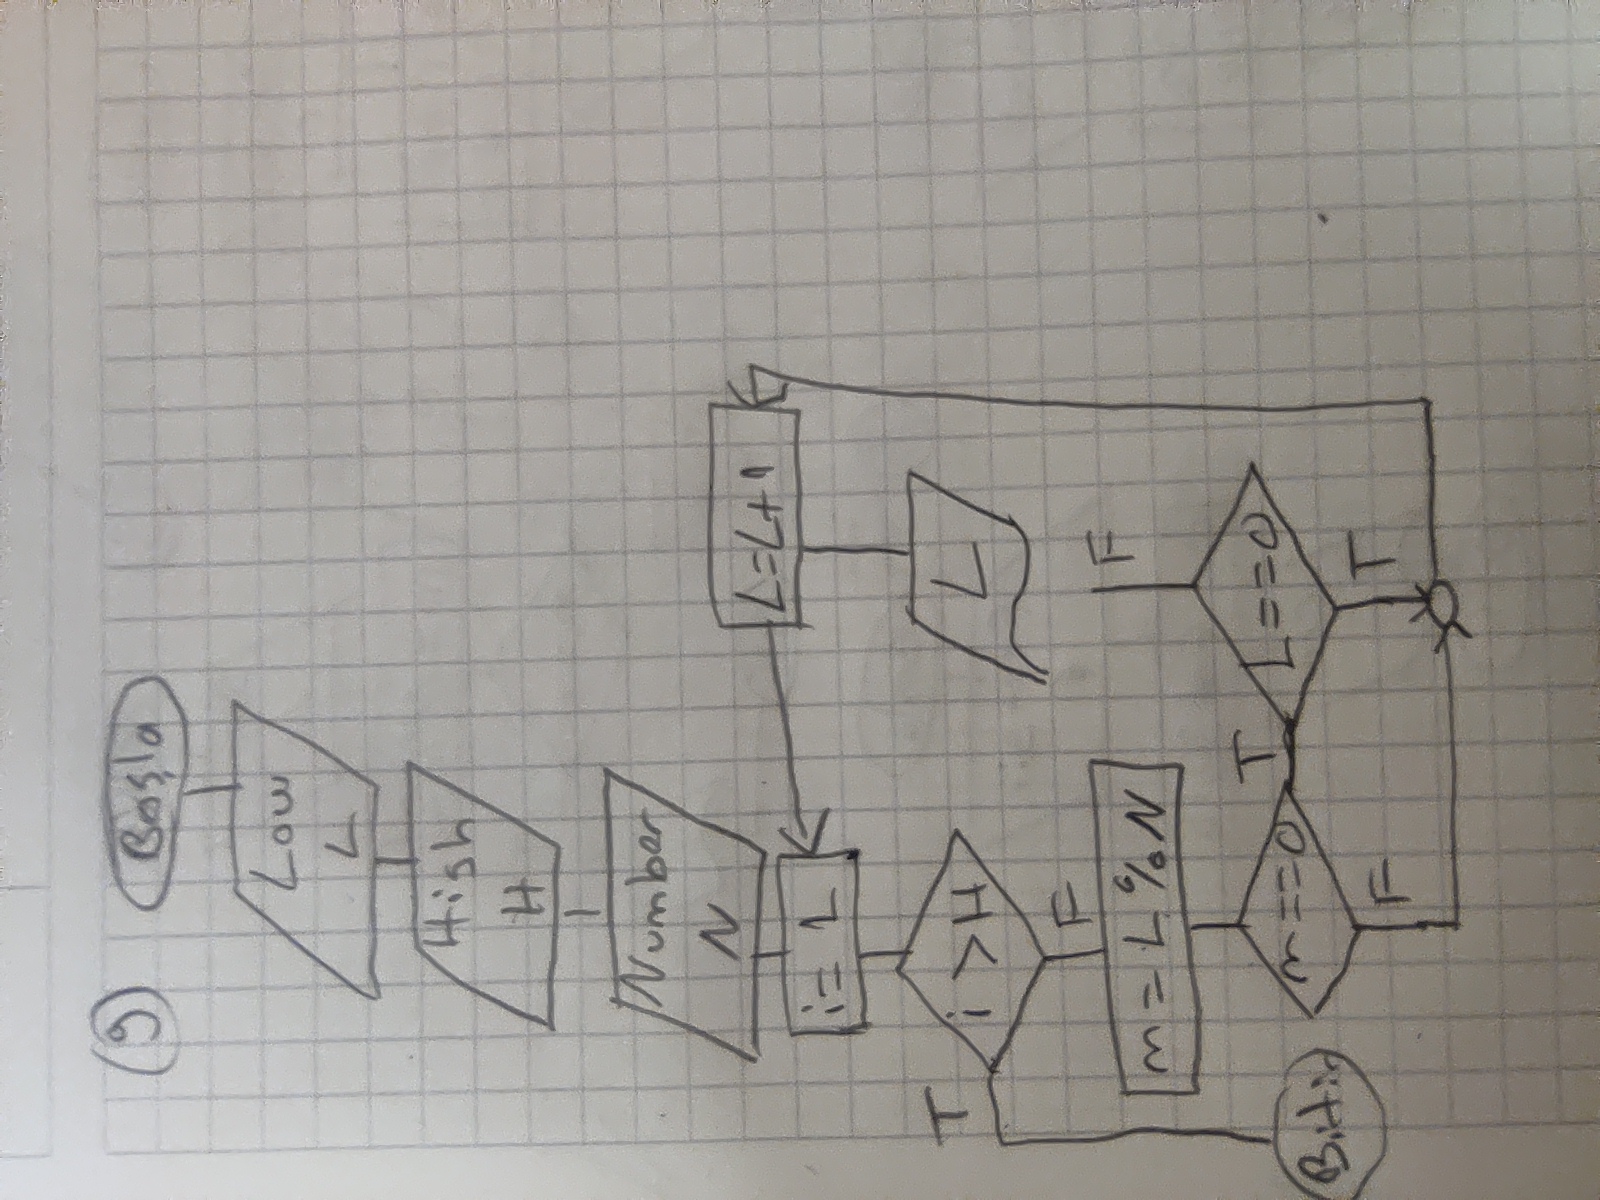 9
Başla
Low
L
High
H
Number
N
L=L+1
i= L
T
i >H
L
F
F
m = L % N
T
m==0
L==0
Bitir
F
T